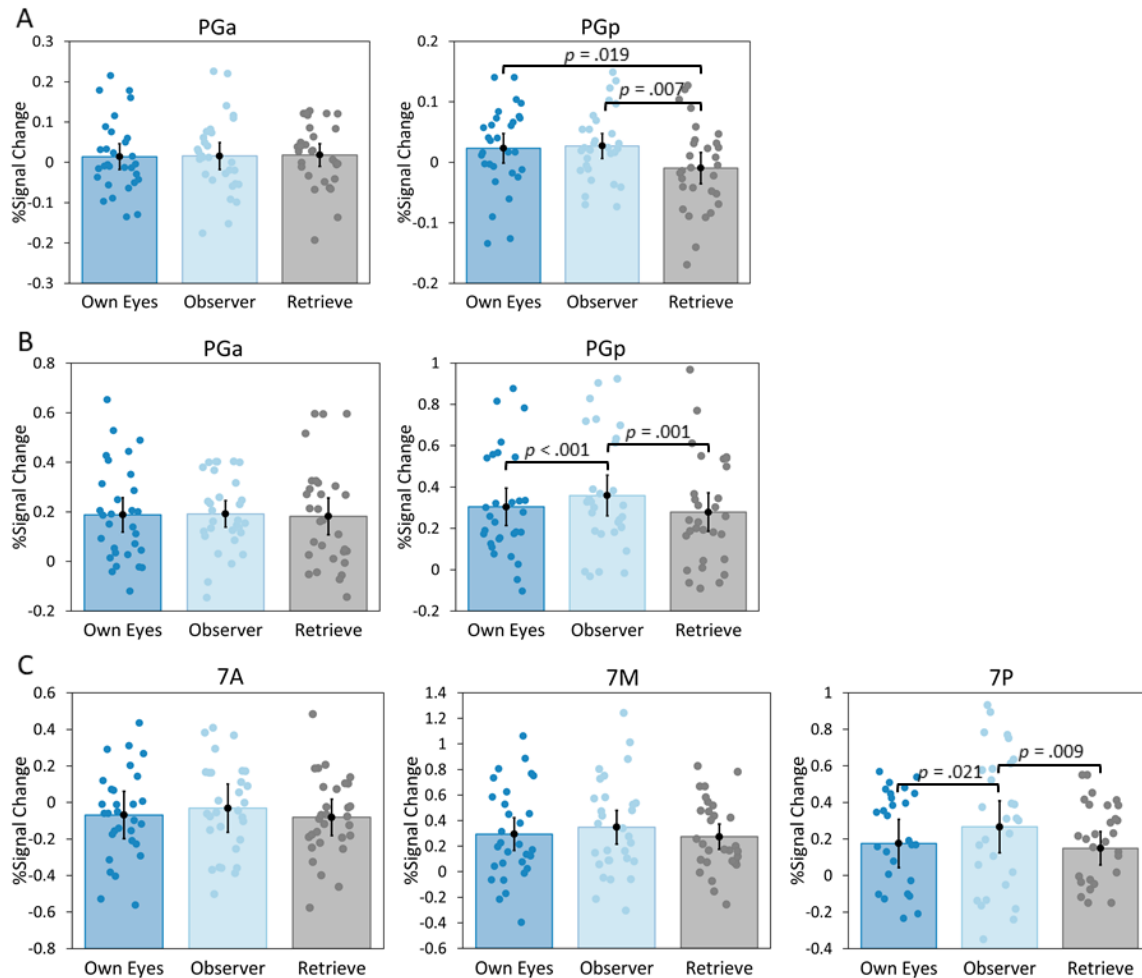 A
PGa
PGp
%Signal Change
0.3
0.2
0.1
0
-0.1
-0.2
-0.3
Own Eyes Observer Retrieve
%Signal Change
0.2
0.1
0
-0.1
-0.2
p = .019
p = .007
Own Eyes Observer Retrieve
B
PGa
PGp
%Signal Change
0.8
0.6
0.4
0.2
0
-0.2
Own Eyes Observer Retrieve
%Signal Change
1
0.8
0.6
0.4
0.2
0
-0.2
p < .001
p = .001
Own Eyes Observer Retrieve
C
7A
7M
7P
%Signal Change
0.6
0.4
0.2
0
-0.2
-0.4
-0.6
-0.8
Own Eyes Observer Retrieve
%Signal Change
1.4
1.2
1
0.8
0.6
0.4
0.2
0
-0.2
-0.4
-0.6
Own Eyes Observer Retrieve
%Signal Change
1
0.8
0.6
0.4
0.2
0
-0.2
-0.4
p = .021
p = .009
Own Eyes Observer Retrieve